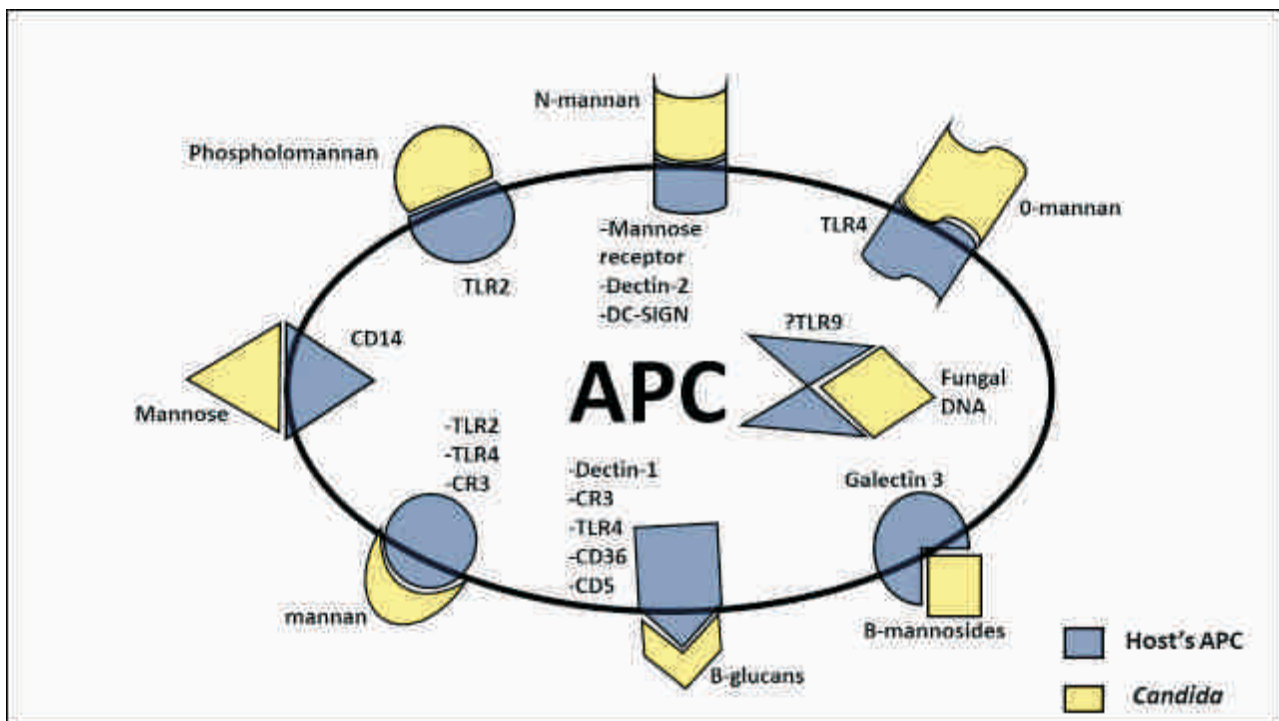 N-mannan
Phospholomannan
0-mannan
TLR4
-Mannose
receptor
-Dectin-2
-DC-SIGN
TLR2
?TLR9
CD14
APC
Fungal
DNA
Mannose
-TLR2
-TLR4
-CR3
-Dectin-1
-CR3
-TLR4
-CD36
-CD5
Galectin 3
mannan
B-mannosides
B-glucans
Host's APC
Candida